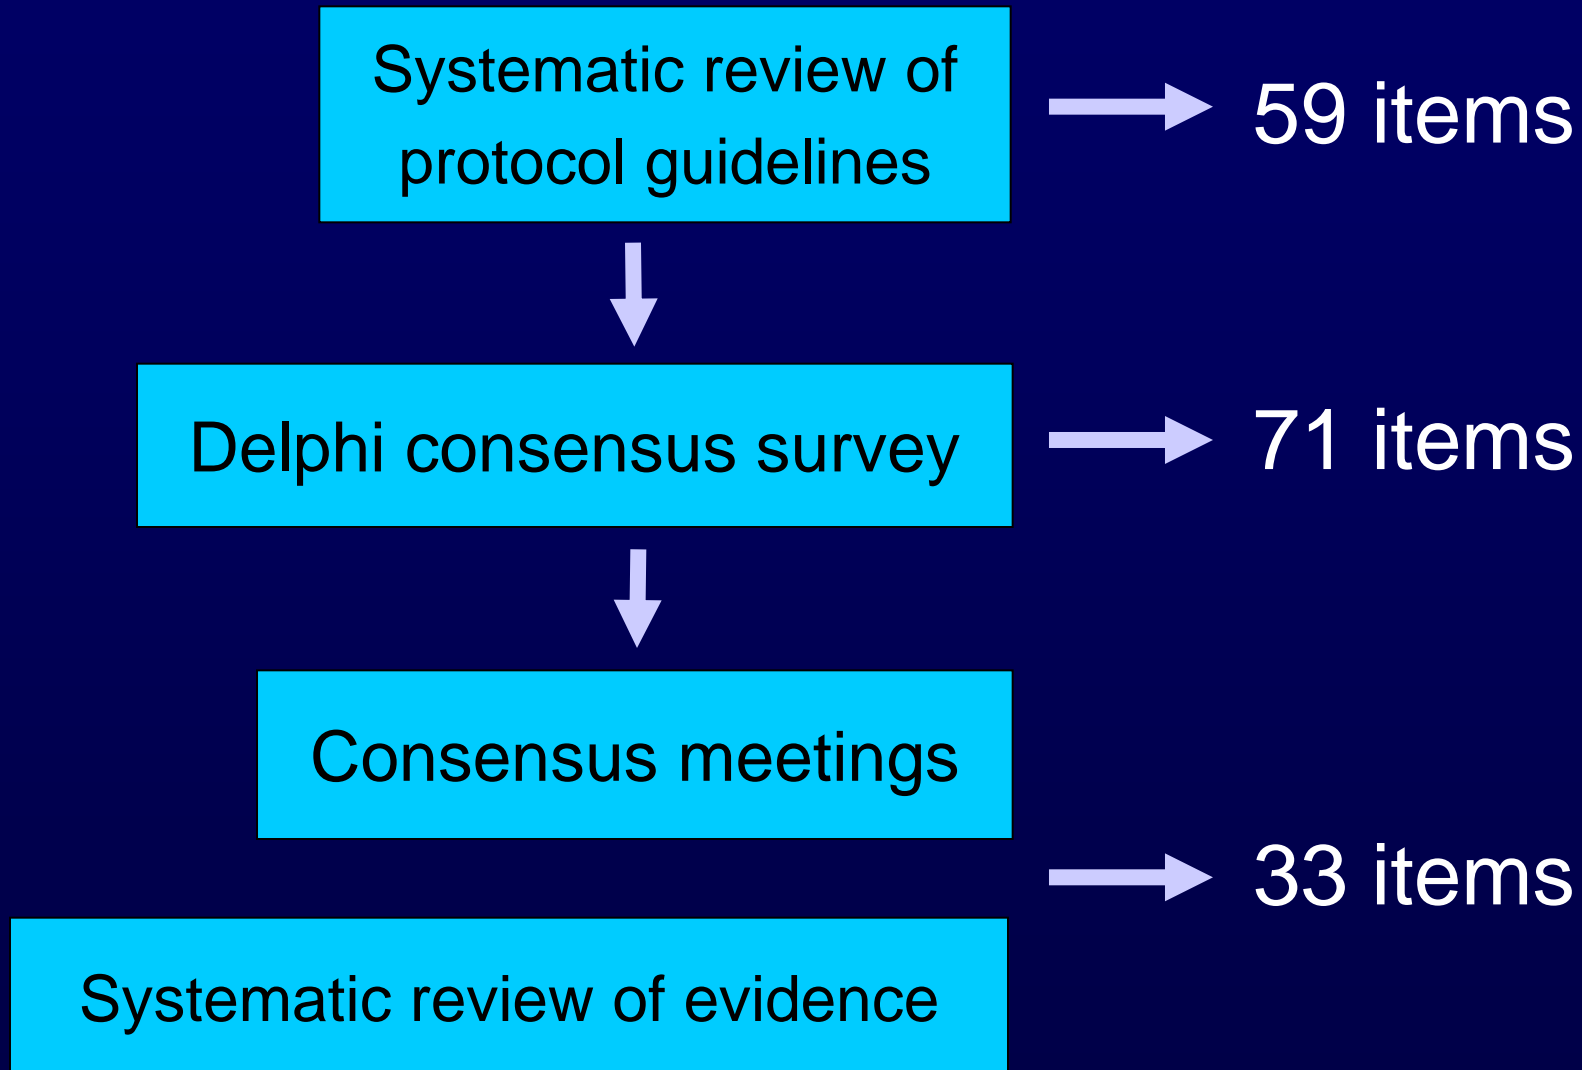 Systematic review of
protocol guidelines
59 items
Delphi consensus survey
71 items
Consensus meetings
33 items
Systematic review of evidence